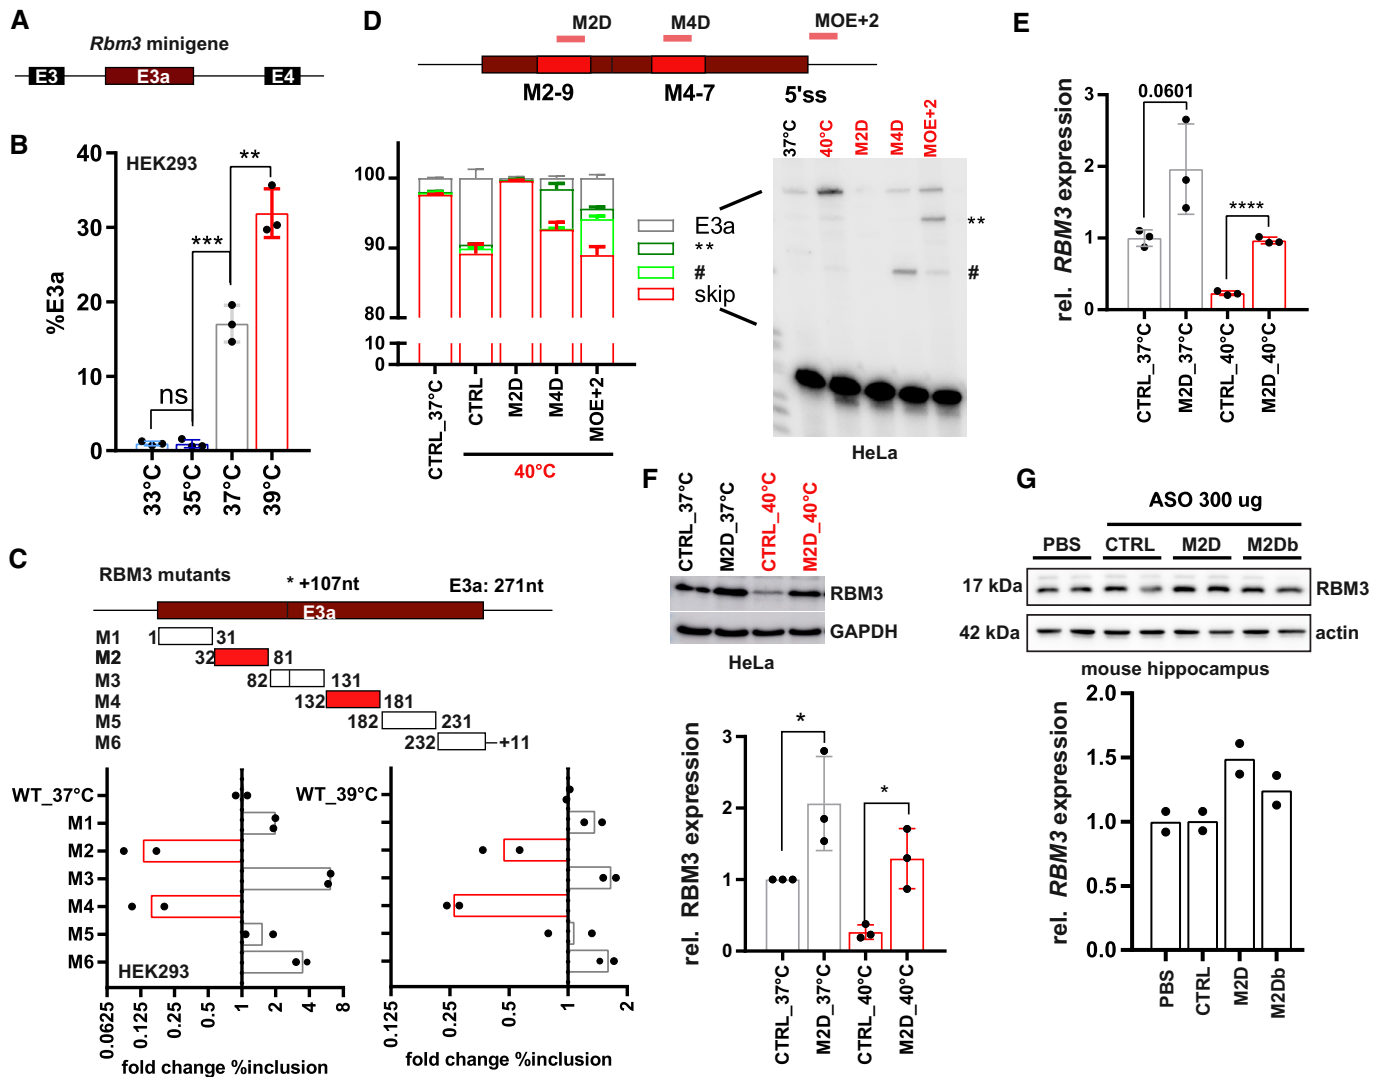 A
Rbm3 minigene
E3
E3a
E4
B
HEK293
%E3a
40
30
20
10
0
ns
***
**
33°C
35°C
37°C
39°C
C
RBM3 mutants
* +107nt
E3a: 271nt
E3a
M1
1
31
M2
32
81
M3
82
131
M4
132
181
M5
182
231
M6
232
+11
WT_37°C
M1
M2
M3
M4
M5
M6
HEK293
0.0625
0.125
0.25
0.5
1
2
4
8
fold change %inclusion
WT_39°C
0.125
0.25
0.5
1
2
fold change %inclusion
D
M2D
M4D
MOE+2
M2-9
M4-7
5'ss
100
90
80
10
0
CTRL_37°C
CTRL
M2D
M4D
MOE+2
40°C
E3a
**
#
skip
37°C
40°C
M2D
M4D
MOE+2
**
#
HeLa
E
rel. RBM3 expression
3
2
1
0
0.0601
****
CTRL_37°C
M2D_37°C
CTRL_40°C
M2D_40°C
F
CTRL_37°C
M2D_37°C
CTRL_40°C
M2D_40°C
RBM3
GAPDH
HeLa
rel. RBM3 expression
3
2
1
0
*
*
CTRL_37°C
M2D_37°C
CTRL_40°C
M2D_40°C
G
ASO 300 ug
PBS
CTRL
M2D
M2Db
17 kDa
RBM3
42 kDa
actin
mouse hippocampus
rel. RBM3 expression
2.0
1.5
1.0
0.5
0.0
PBS
CTRL
M2D
M2Db